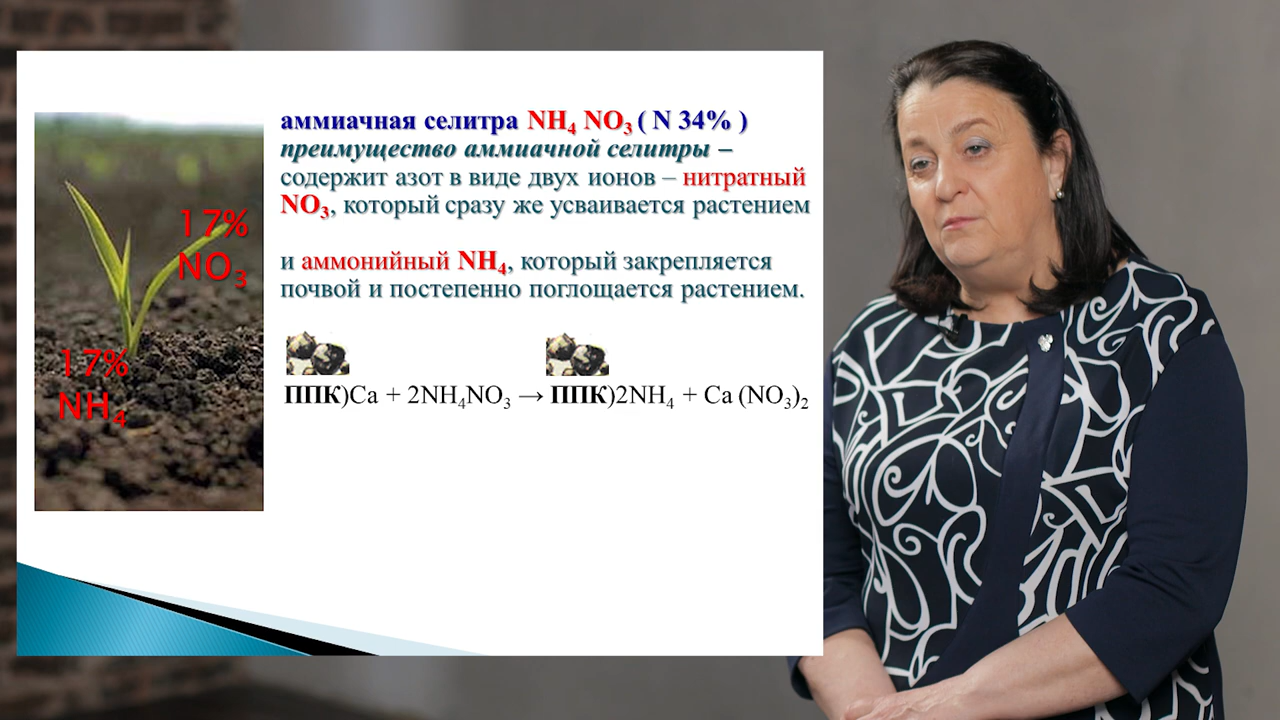 аммиачная селитра NH₄ NO₃ ( N 34% )
преимущество аммиачной селитры –
содержит азот в виде двух ионов – нитратный
NO₃, который сразу же усваивается растением
и аммонийный NH₄, который закрепляется
почвой и постепенно поглощается растением.
17%
NO₃
17%
NH₄
ППК)Ca + 2NH₄NO₃ → ППК)2NH₄ + Ca (NO₃)₂